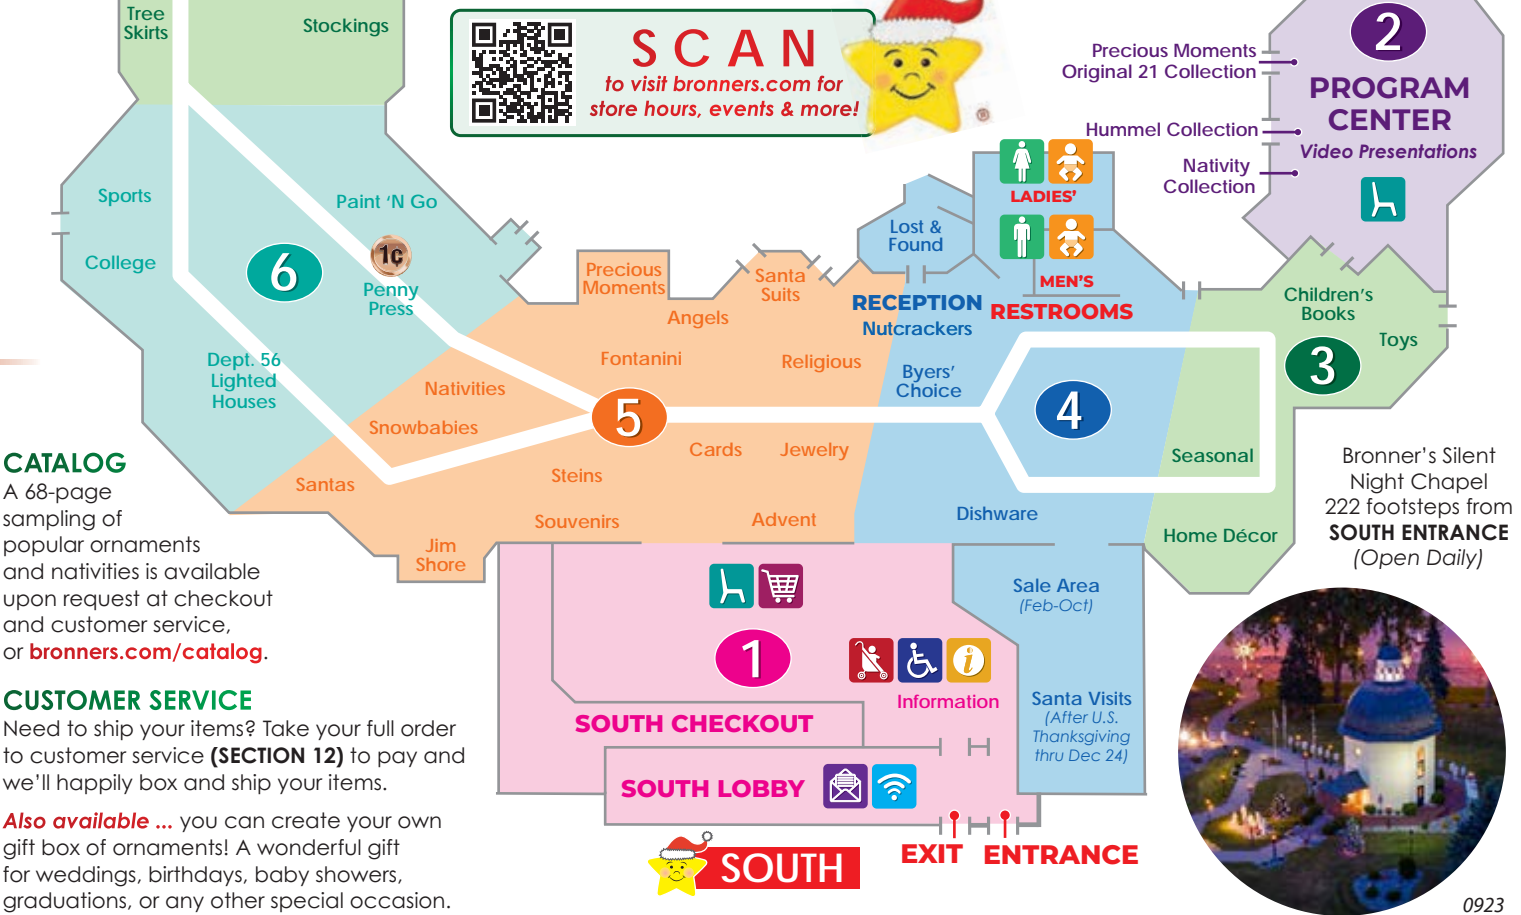 Tree
Skirts
Stockings
SCAN
to visit bronners.com for
store hours, events & more!
®
2
PROGRAM
CENTER
Video Presentations
Precious Moments
Original 21 Collection
Hummel Collection
Nativity
Collection
Sports
College
Paint ‘N Go
1¢
Penny
Press
6
Dept. 56
Lighted
Houses
Precious
Moments
Santa
Suits
Angels
Fontanini
Religious
Nativities
Snowbabies
Santas
5
Cards
Jewelry
Steins
Souvenirs
Advent
Jim
Shore
Lost &
Found
LADIES’
MEN’S
RESTROOMS
RECEPTION
Nutcrackers
Byers’
Choice
4
Dishware
Children’s
Books
Toys
3
Seasonal
Home Décor
Sale Area
(Feb-Oct)
Santa Visits
(After U.S.
Thanksgiving
thru Dec 24)
1
i
Information
SOUTH CHECKOUT
SOUTH LOBBY
EXIT
ENTRANCE
SOUTH
CATALOG
A 68-page
sampling of
popular ornaments
and nativities is available
upon request at checkout
and customer service,
or bronners.com/catalog.
CUSTOMER SERVICE
Need to ship your items? Take your full order
to customer service (SECTION 12) to pay and
we’ll happily box and ship your items.
Also available ... you can create your own
gift box of ornaments! A wonderful gift
for weddings, birthdays, baby showers,
graduations, or any other special occasion.
Bronner’s Silent
Night Chapel
222 footsteps from
SOUTH ENTRANCE
(Open Daily)
0923